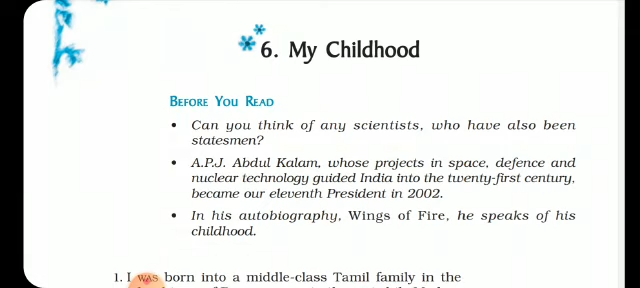 6. My Childhood
BEFORE YOU READ
• Can you think of any scientists, who have also been
statesmen?
• A.P.J. Abdul Kalam, whose projects in space, defence and
nuclear technology guided India into the twenty-first century,
became our eleventh President in 2002.
• In his autobiography, Wings of Fire, he speaks of his
childhood.
1. I was born into a middle-class Tamil family in the